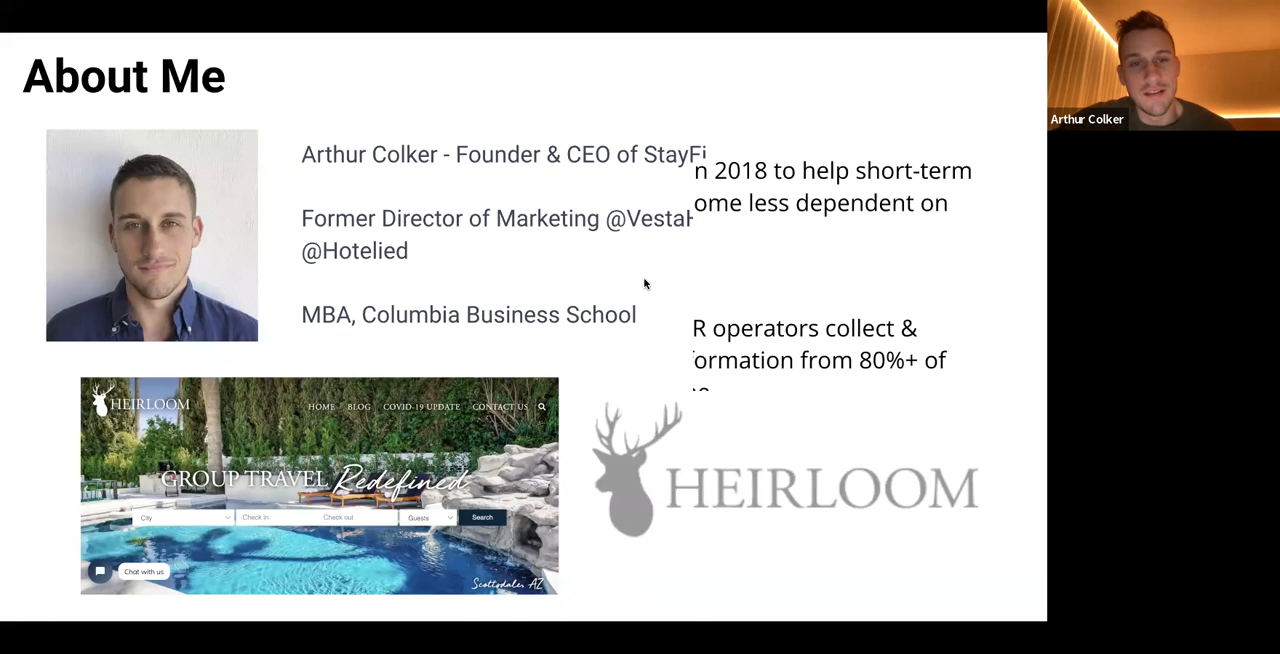 About Me
Arthur Colker
Arthur Colker - Founder & CEO of StayFi
n 2018 to help short-term
ome less dependent on
Former Director of Marketing @Vesta
@Hotelied
MBA, Columbia Business School
R operators collect &
ormation from 80%+ of
HEIRLOOM
HOME BLOG COVID-19 UPDATE CONTACT US
GROUP TRAVEL Redefined
City Check in Check out Guests Search
Chat with us
Scottsdale, AZ
HEIRLOOM